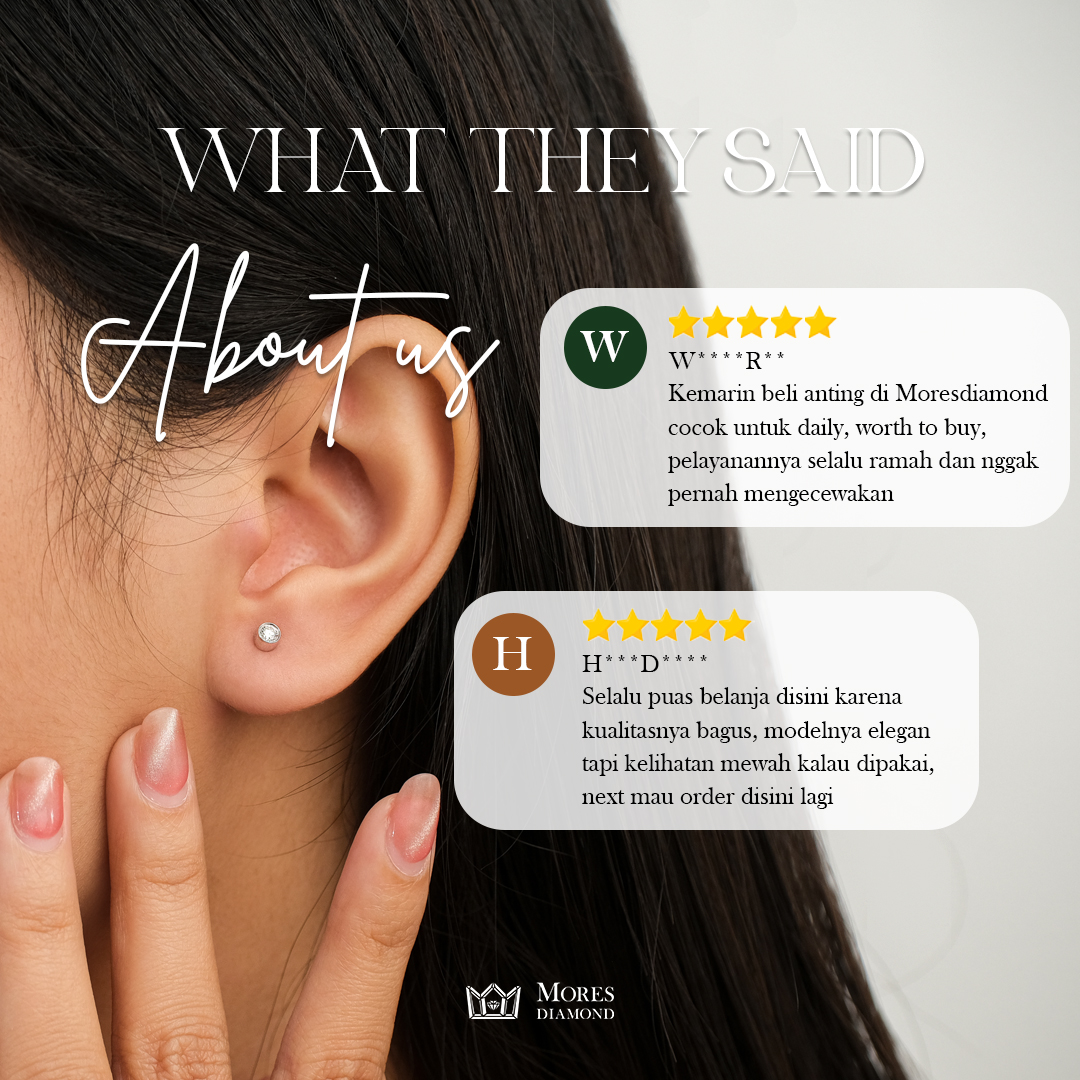 WHAT THEY SAID
About us
W
W****R**
Kemarin beli anting di Moresdiamond
cocok untuk daily, worth to buy,
pelayanannya selalu ramah dan nggak
pernah mengecewakan
H
H***D****
Selalu puas belanja disini karena
kualitasnya bagus, modelnya elegan
tapi kelihatan mewah kalau dipakai,
next mau order disini lagi
MORES
DIAMOND